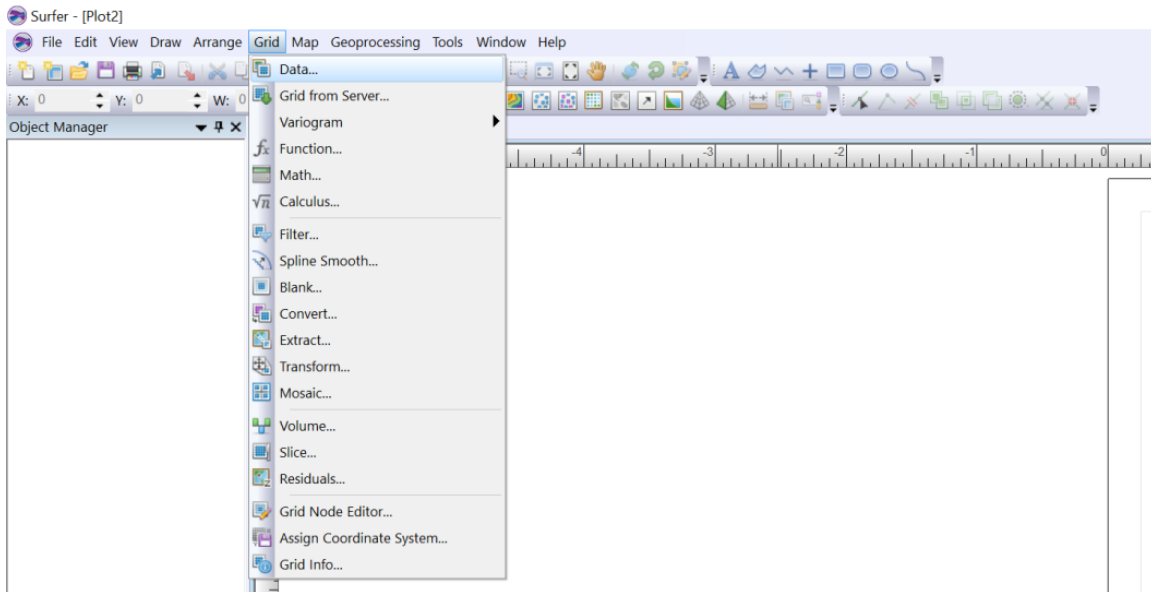 Surfer - [Plot2]
File Edit View Draw Arrange Grid Map Geoprocessing Tools Window Help
X: 0 Y: 0 W: 0
Object Manager
Data...
Grid from Server...
Variogram
Function...
Math...
Calculus...
Filter...
Spline Smooth...
Blank...
Convert...
Extract...
Transform...
Mosaic...
Volume...
Slice...
Residuals...
Grid Node Editor...
Assign Coordinate System...
Grid Info...
-4 -3 -2 -1 0